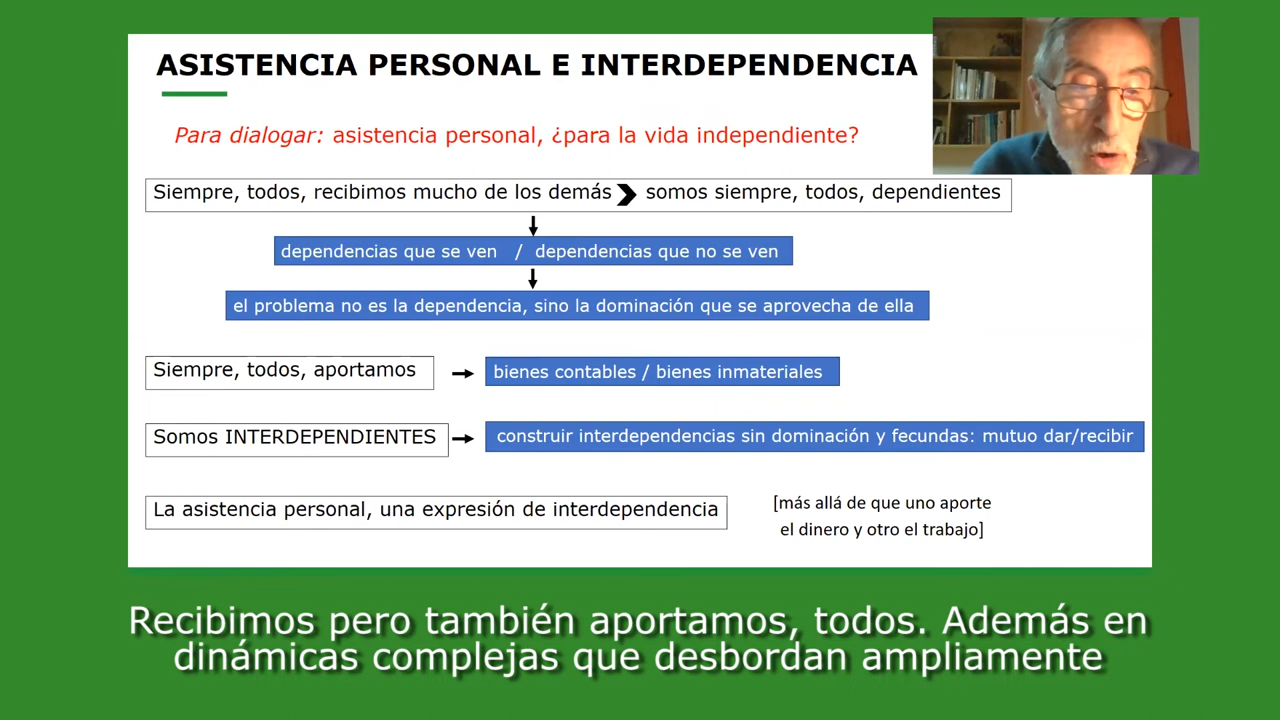 ASISTENCIA PERSONAL E INTERDEPENDENCIA
Para dialogar: asistencia personal, ¿para la vida independiente?
Siempre, todos, recibimos mucho de los demás somos siempre, todos, dependientes
dependencias que se ven / dependencias que no se ven
el problema no es la dependencia, sino la dominación que se aprovecha de ella
Siempre, todos, aportamos
bienes contables / bienes inmateriales
Somos INTERDEPENDIENTES
construir interdependencias sin dominación y fecundas: mutuo dar/recibir
La asistencia personal, una expresión de interdependencia
[más allá de que uno aporte
el dinero y otro el trabajo]
Recibimos pero también aportamos, todos. Además en
dinámicas complejas que desbordan ampliamente